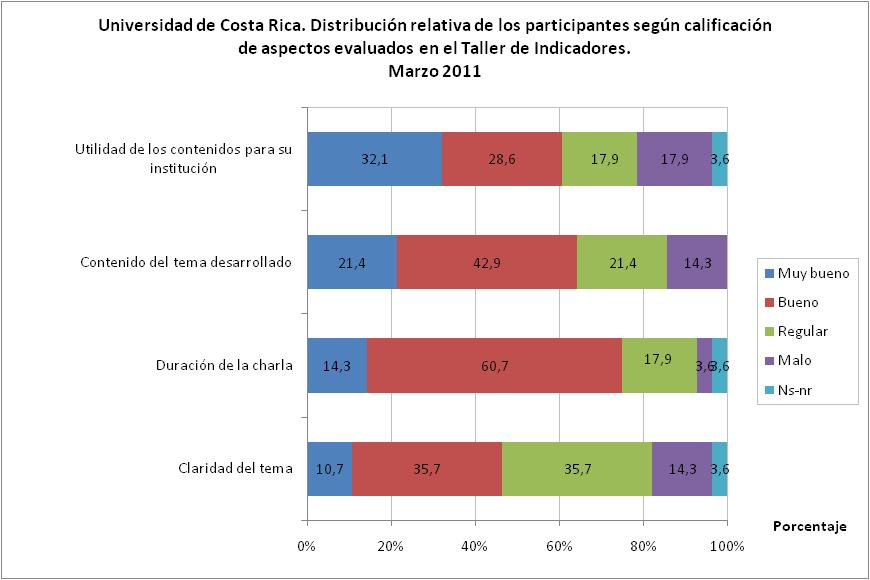 Universidad de Costa Rica. Distribución relativa de los participantes según calificación
de aspectos evaluados en el Taller de Indicadores.
Marzo 2011
Utilidad de los contenidos para su
institución
32,1 28,6 17,9 17,9 3,6
Contenido del tema desarrollado
21,4 42,9 21,4 14,3
Duración de la charla
14,3 60,7 17,9 3,6 3,6
Claridad del tema
10,7 35,7 35,7 14,3 3,6
0% 20% 40% 60% 80% 100%
Porcentaje
Muy bueno
Bueno
Regular
Malo
Ns-nr